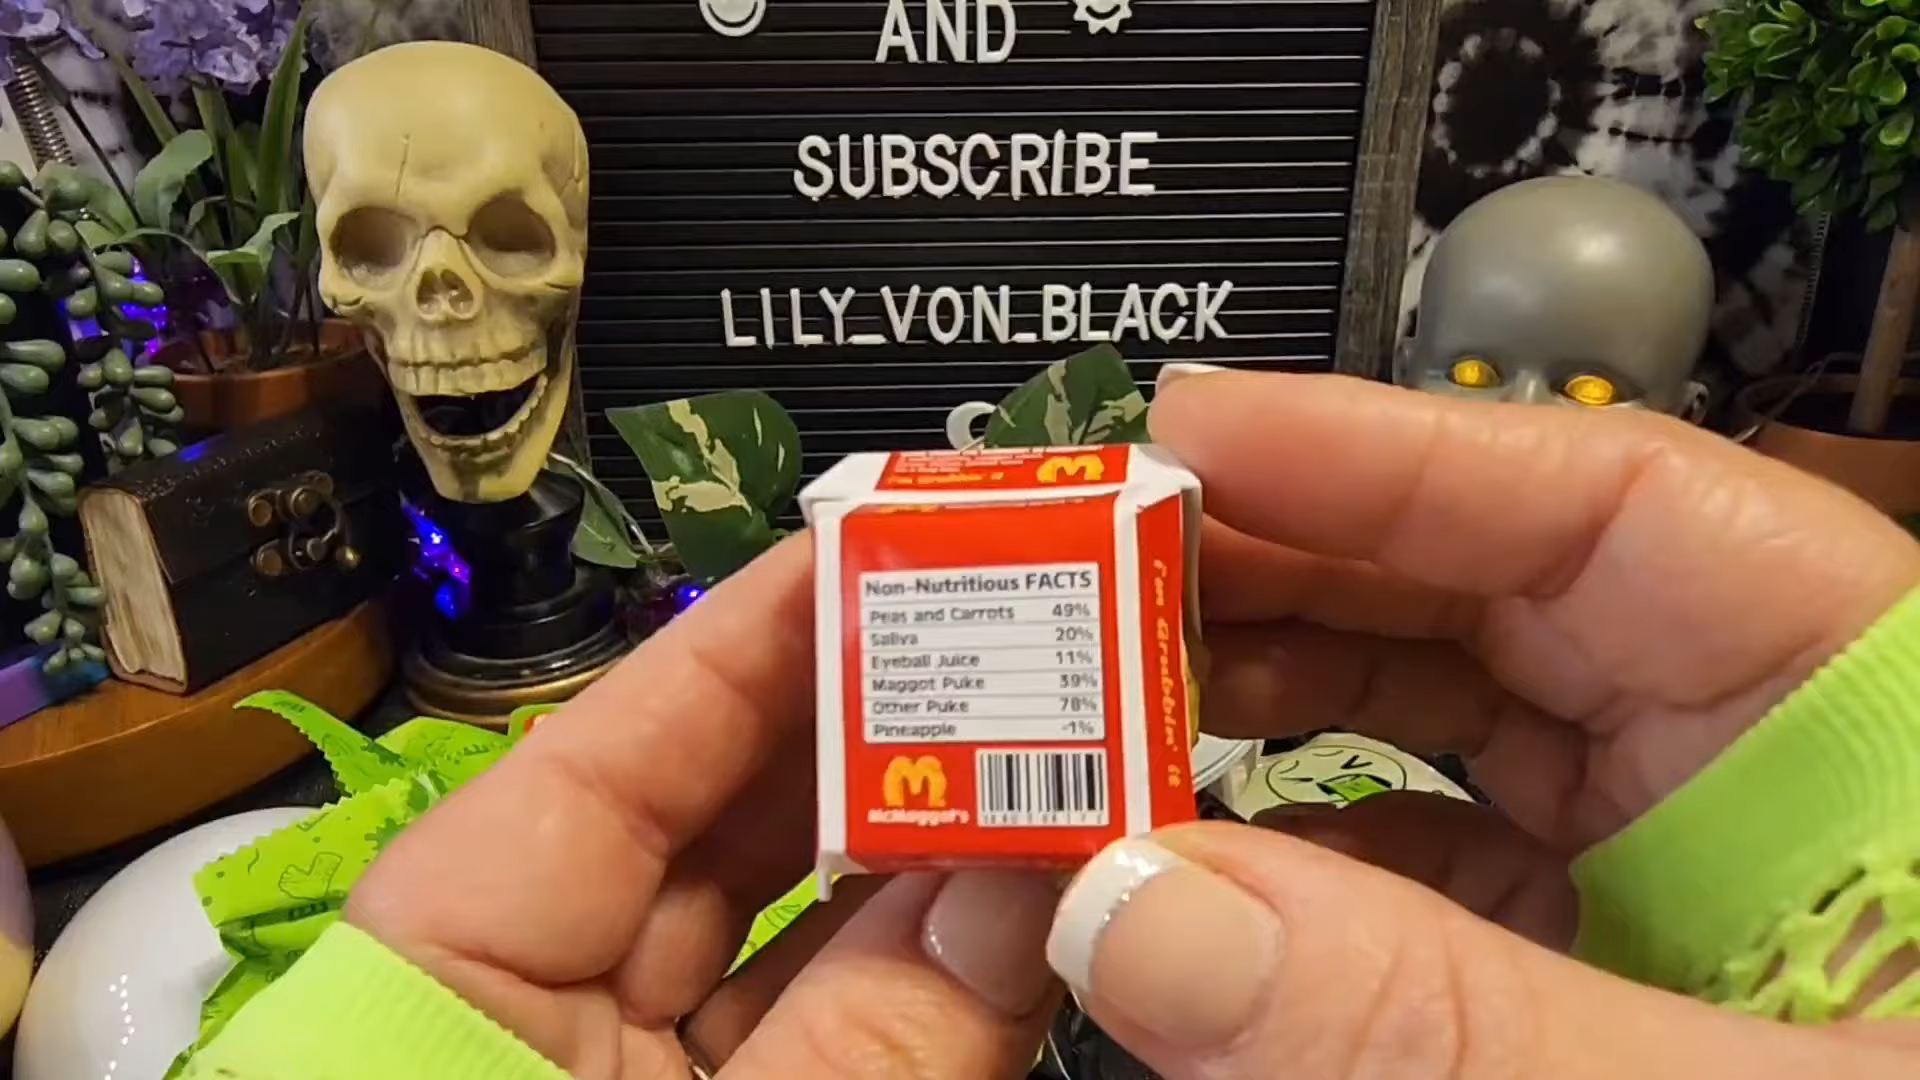 AND
SUBSCRIBE
LILY_VON_BLACK
Non-Nutritious FACTS
Peas and Carrots 49%
Saliva 20%
Eyeball Juice 11%
Maggot Puke 39%
Other Puke 78%
Pineapple -1%
McMaggot's
I'm Grubbin' it